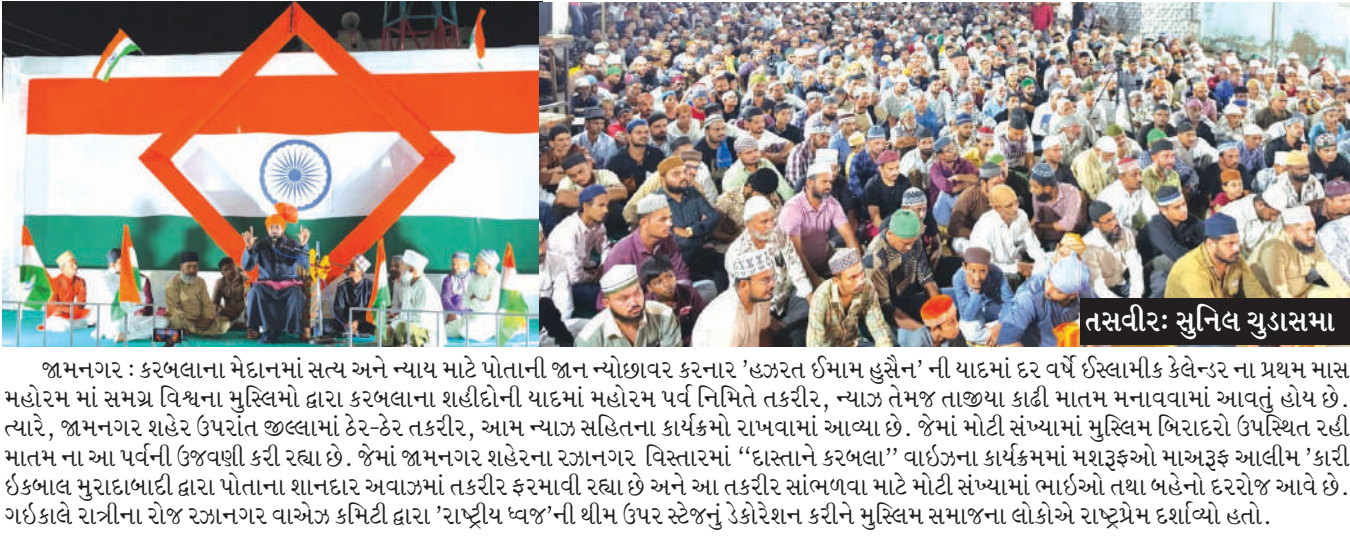 તસવીરઃ સુનિલ ચુડાસમા
જામનગર : કરબલાના મેદાનમાં સત્ય અને ન્યાય માટે પોતાની જાન ન્યોછાવર કરનાર 'હઝરત ઈમામ હુસૈન' ની યાદમાં દર વર્ષે ઈસ્લામીક કેલેન્ડર ના પ્રથમ માસ
મહોરમ માં સમગ્ર વિશ્વના મુસ્લિમો દ્વારા કરબલાના શહીદોની યાદમાં મહોરમ પર્વ નિમિતે તકરીર, ન્યાઝ તેમજ તાજીયા કાઢી માતમ મનાવવામાં આવતું હોય છે.
ત્યારે, જામનગર શહેર ઉપરાંત જીલ્લામાં ઠેર-ઠેર તકરીર, આમ ન્યાઝ સહિતના કાર્યક્રમો રાખવામાં આવ્યા છે. જેમાં મોટી સંખ્યામાં મુસ્લિમ બિરાદરો ઉપસ્થિત રહી
માતમ ના આ પર્વની ઉજવણી કરી રહ્યા છે. જેમાં જામનગર શહેરના રઝાનગર વિસ્તારમાં ‘‘દાસ્તાને કરબલા’’ વાઈઝના કાર્યક્રમમાં મશરૂફઓ માઅરૂફ આલીમ 'કારી
ઇકબાલ મુરાદાબાદી દ્વારા પોતાના શાનદાર અવાઝમાં તકરીર ફરમાવી રહ્યા છે અને આ તકરીર સાંભળવા માટે મોટી સંખ્યામાં ભાઇઓ તથા બહેનો દરરોજ આવે છે.
ગઇકાલે રાત્રીના રોજ રઝાનગર વાએઝ કમિટી દ્વારા 'રાષ્ટ્રીય ધ્વજ'ની થીમ ઉપર સ્ટેજનું ડેકોરેશન કરીને મુસ્લિમ સમાજના લોકોએ રાષ્ટ્રપ્રેમ દર્શાવ્યો હતો.